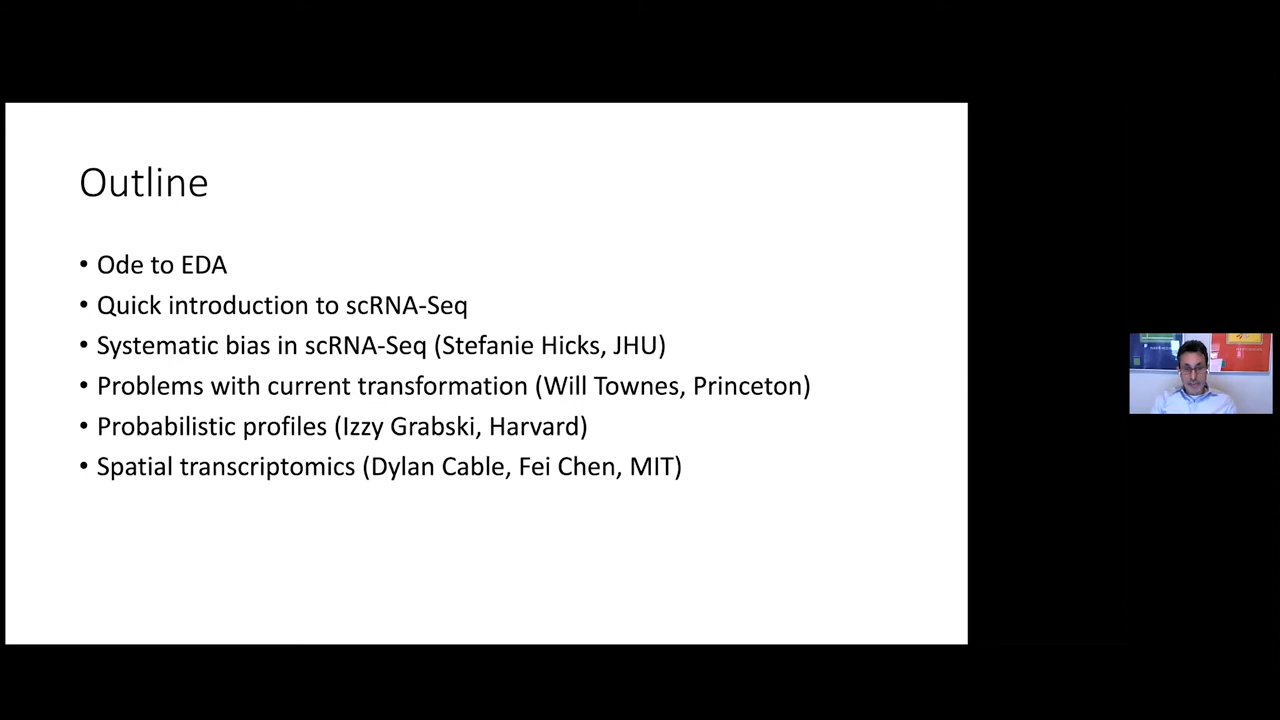 Outline
• Ode to EDA
• Quick introduction to scRNA-Seq
• Systematic bias in scRNA-Seq (Stefanie Hicks, JHU)
• Problems with current transformation (Will Townes, Princeton)
• Probabilistic profiles (Izzy Grabski, Harvard)
• Spatial transcriptomics (Dylan Cable, Fei Chen, MIT)